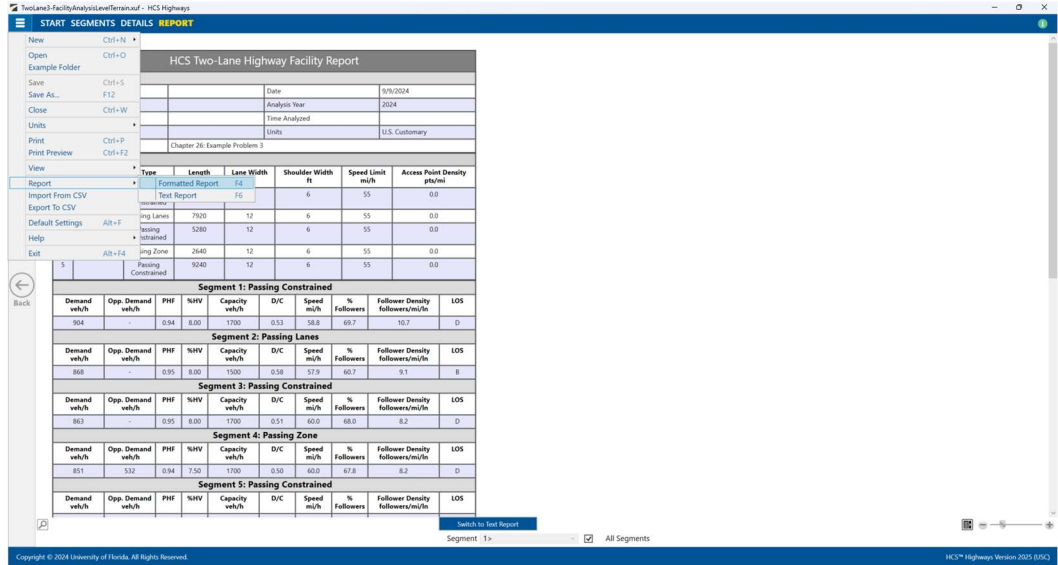 TwoLane3-FacilityAnalysisLevelTerrain.xuf - HCS Highways
START SEGMENTS DETAILS REPORT
New Ctrl+N
Open Ctrl+O
Example Folder
Save Ctrl+S
Save As... F12
Close Ctrl+W
Units
Print Ctrl+P
Print Preview Ctrl+F2
View
Report
Formatted Report F4
Text Report F6
Import From CSV
Export To CSV
Default Settings Alt+F
Help
Exit Alt+F4
Back
HCS Two-Lane Highway Facility Report
Date 9/9/2024
Analysis Year 2024
Time Analyzed
Units U.S. Customary
Chapter 26: Example Problem 3
Type Length Lane Width Shoulder Width ft Speed Limit mi/h Access Point Density pts/mi
6 55 0.0
ing Lanes 7920 12 6 55 0.0
assing nstrained 5280 12 6 55 0.0
ing Zone 2640 12 6 55 0.0
5 Passing Constrained 9240 12 6 55 0.0
Segment 1: Passing Constrained
Demand veh/h Opp. Demand veh/h PHF %HV Capacity veh/h D/C Speed mi/h % Followers Follower Density followers/mi/ln LOS
904 - 0.94 8.00 1700 0.53 58.8 69.7 10.7 D
Segment 2: Passing Lanes
Demand veh/h Opp. Demand veh/h PHF %HV Capacity veh/h D/C Speed mi/h % Followers Follower Density followers/mi/ln LOS
868 - 0.95 8.00 1500 0.58 57.9 60.7 9.1 B
Segment 3: Passing Constrained
Demand veh/h Opp. Demand veh/h PHF %HV Capacity veh/h D/C Speed mi/h % Followers Follower Density followers/mi/ln LOS
863 - 0.95 8.00 1700 0.51 60.0 68.0 8.2 D
Segment 4: Passing Zone
Demand veh/h Opp. Demand veh/h PHF %HV Capacity veh/h D/C Speed mi/h % Followers Follower Density followers/mi/ln LOS
851 532 0.94 7.50 1700 0.50 60.0 67.8 8.2 D
Segment 5: Passing Constrained
Demand veh/h Opp. Demand veh/h PHF %HV Capacity veh/h D/C Speed mi/h % Followers Follower Density followers/mi/ln LOS
Switch to Text Report
Segment 1> All Segments
Copyright © 2024 University of Florida. All Rights Reserved. HCS™ Highways Version 2025 (USC)